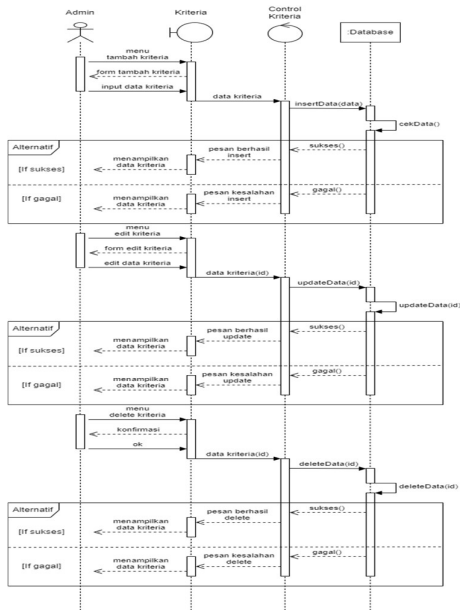 Admin
Kriteria
Control
Kriteria
:Database
menu
tambah kriteria
form tambah kriteria
input data kriteria
data kriteria
insertData(data)
cekData()
Alternatif
sukses()
pesan berhasil
insert
menampilkan
data kriteria
[If sukses]
gagal()
pesan kesalahan
insert
menampilkan
data kriteria
[If gagal]
menu
edit kriteria
form edit kriteria
edit data kriteria
data kriteria(id)
updateData(id)
updateData(id)
Alternatif
sukses()
pesan berhasil
update
menampilkan
data kriteria
[If sukses]
gagal()
pesan kesalahan
update
menampilkan
data kriteria
[If gagal]
menu
delete kriteria
konfirmasi
ok
data kriteria(id)
deleteData(id)
deleteData(id)
Alternatif
sukses()
pesan berhasil
delete
menampilkan
data kriteria
[If sukses]
gagal()
pesan kesalahan
delete
menampilkan
data kriteria
[If gagal]